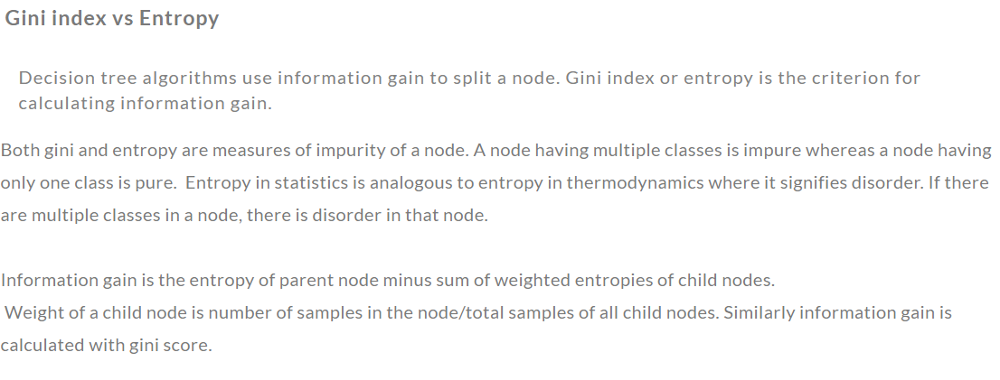 Gini index vs Entropy
Decision tree algorithms use information gain to split a node. Gini index or entropy is the criterion for
calculating information gain.
Both gini and entropy are measures of impurity of a node. A node having multiple classes is impure whereas a node having
only one class is pure. Entropy in statistics is analogous to entropy in thermodynamics where it signifies disorder. If there
are multiple classes in a node, there is disorder in that node.
Information gain is the entropy of parent node minus sum of weighted entropies of child nodes.
Weight of a child node is number of samples in the node/total samples of all child nodes. Similarly information gain is
calculated with gini score.